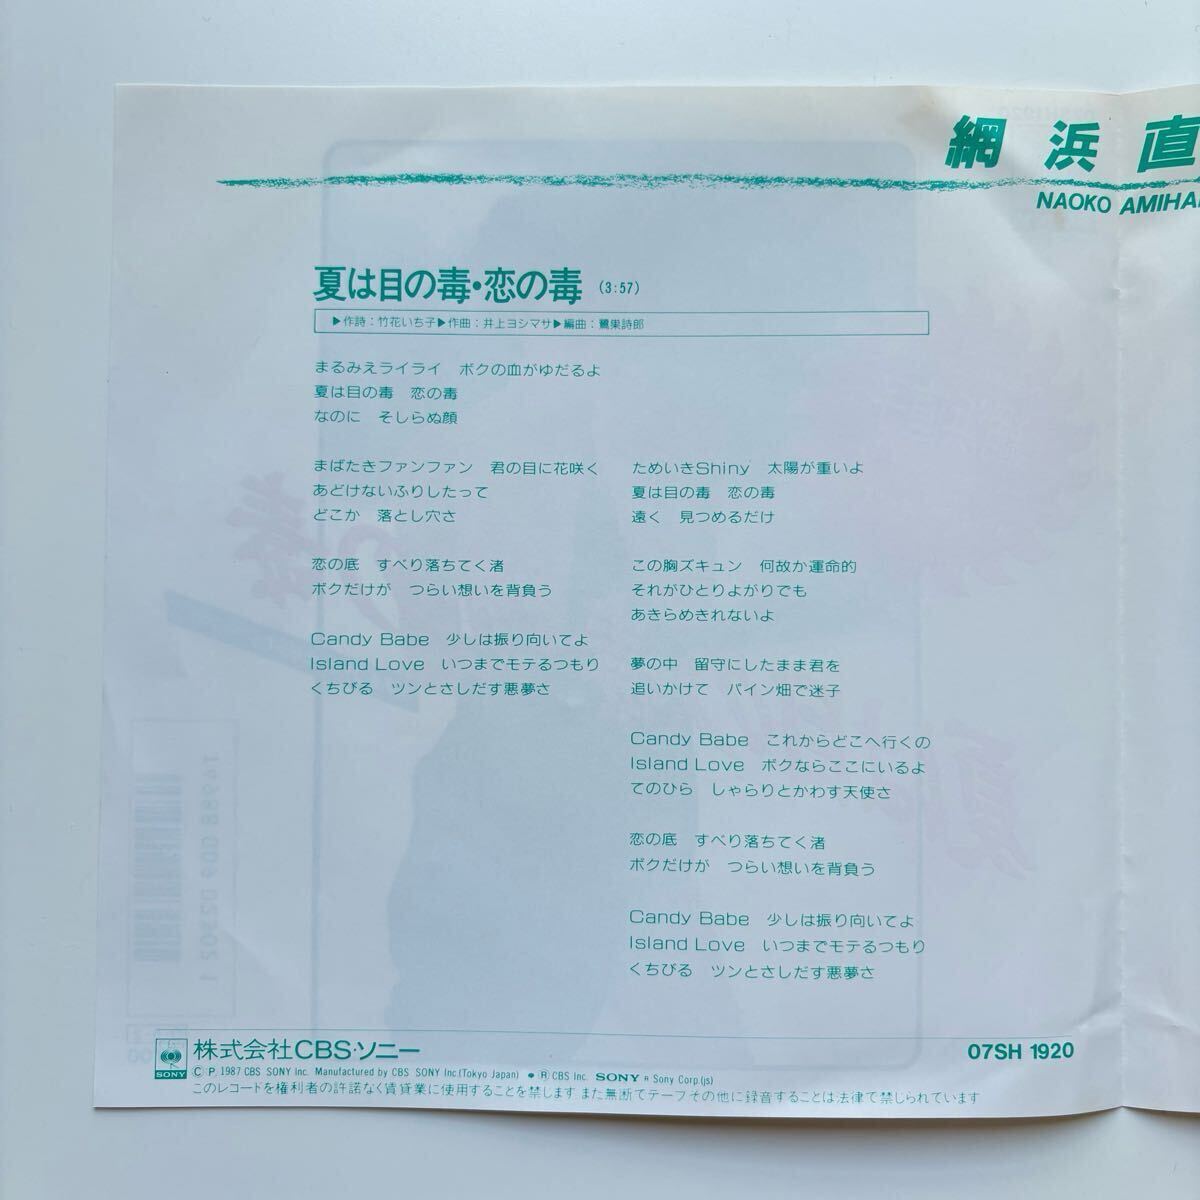 網浜直
NAOKO AMIHA
夏は目の毒・恋の毒 (3:57)
▶作詩：竹花いち子▶作曲：井上ヨシマサ▶編曲：鷺巣詩郎
まるみえライライ　ボクの血がゆだるよ
夏は目の毒　恋の毒
なのに　そしらぬ顔
まばたきファンファン　君の目に花咲く
あどけないふりしたって
どこか　落とし穴さ
恋の底　すべり落ちてく渚
ボクだけが　つらい想いを背負う
Candy Babe　少しは振り向いてよ
Island Love　いつまでモテるつもり
くちびる　ツンとさしだす悪夢さ
ためいきShiny　太陽が重いよ
夏は目の毒　恋の毒
遠く　見つめるだけ
この胸ズキュン　何故か運命的
それがひとりよがりでも
あきらめきれないよ
夢の中　留守にしたまま君を
追いかけて　パイン畑で迷子
Candy Babe　これからどこへ行くの
Island Love　ボクならここにいるよ
てのひら　しゃらりとかわす天使さ
恋の底　すべり落ちてく渚
ボクだけが　つらい想いを背負う
Candy Babe　少しは振り向いてよ
Island Love　いつまでモテるつもり
くちびる　ツンとさしだす悪夢さ
SONY 株式会社CBS・ソニー
07SH 1920
ⒸⓅ 1987 CBS SONY Inc. Manufactured by CBS SONY Inc.(Tokyo Japan) ● Ⓡ CBS Inc. SONY R Sony Corp.(js)
このレコードを権利者の許諾なく賃貸業に使用することを禁じます また無断でテープその他に録音することは法律で禁じられています
T4988 009 02302 1